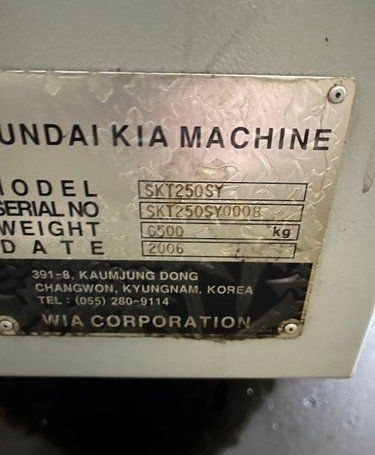 UNDAI KIA MACHINE
MODEL SKT250SY
SERIAL NO SKT250SY0008
WEIGHT 6500 kg
DATE 2006
391-8, KAUMJUNG DONG
CHANGWON, KYUNGNAM, KOREA
TEL : (055) 280-9114
WIA CORPORATION